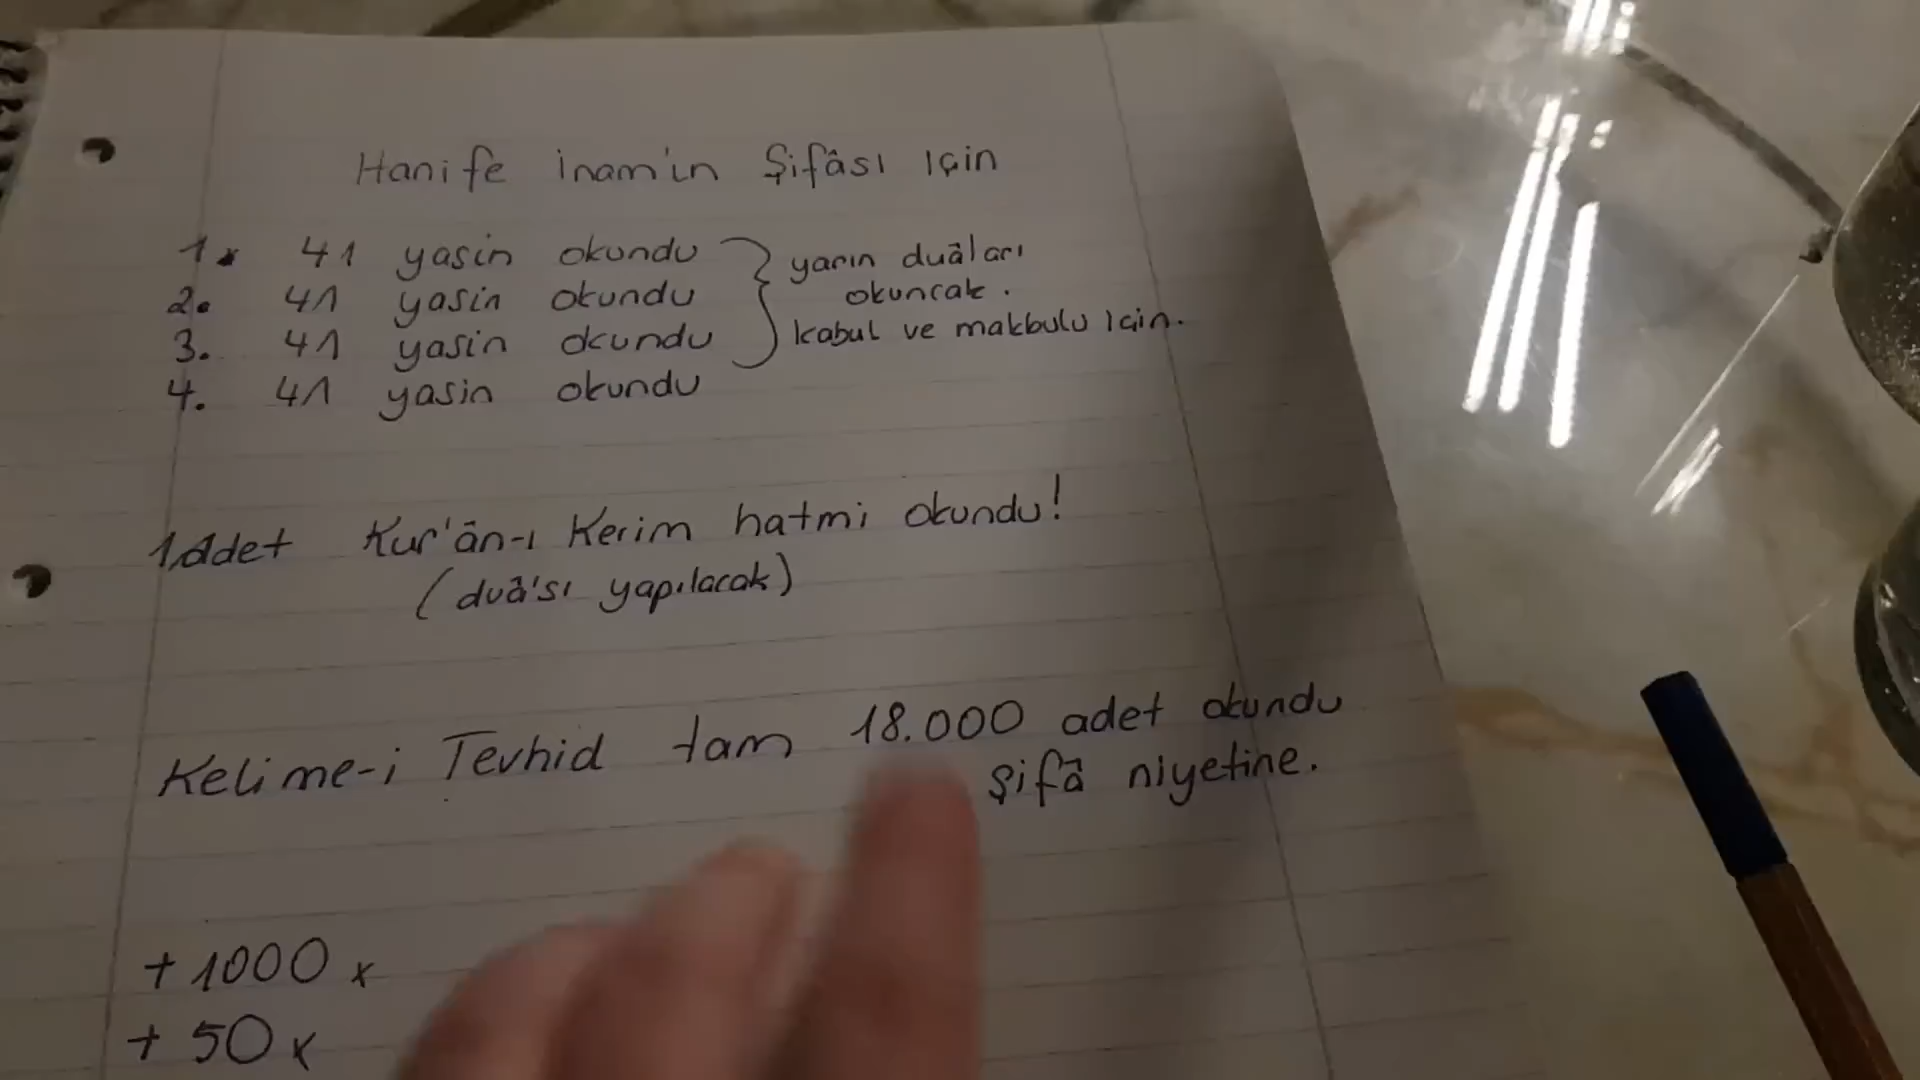 Hanife inam'ın Şifâsı için
1. 41 yasin okundu
2. 41 yasin okundu
3. 41 yasin okundu
4. 41 yasin okundu
yarın duâları
okuncak.
kabul ve makbulu için.
1 Adet Kur'ân-ı Kerim hatmi okundu!
(duâ'sı yapılacak)
Kelime-i Tevhid tam 18.000 adet okundu
şifâ niyetine.
+ 1000 x
+ 50 x